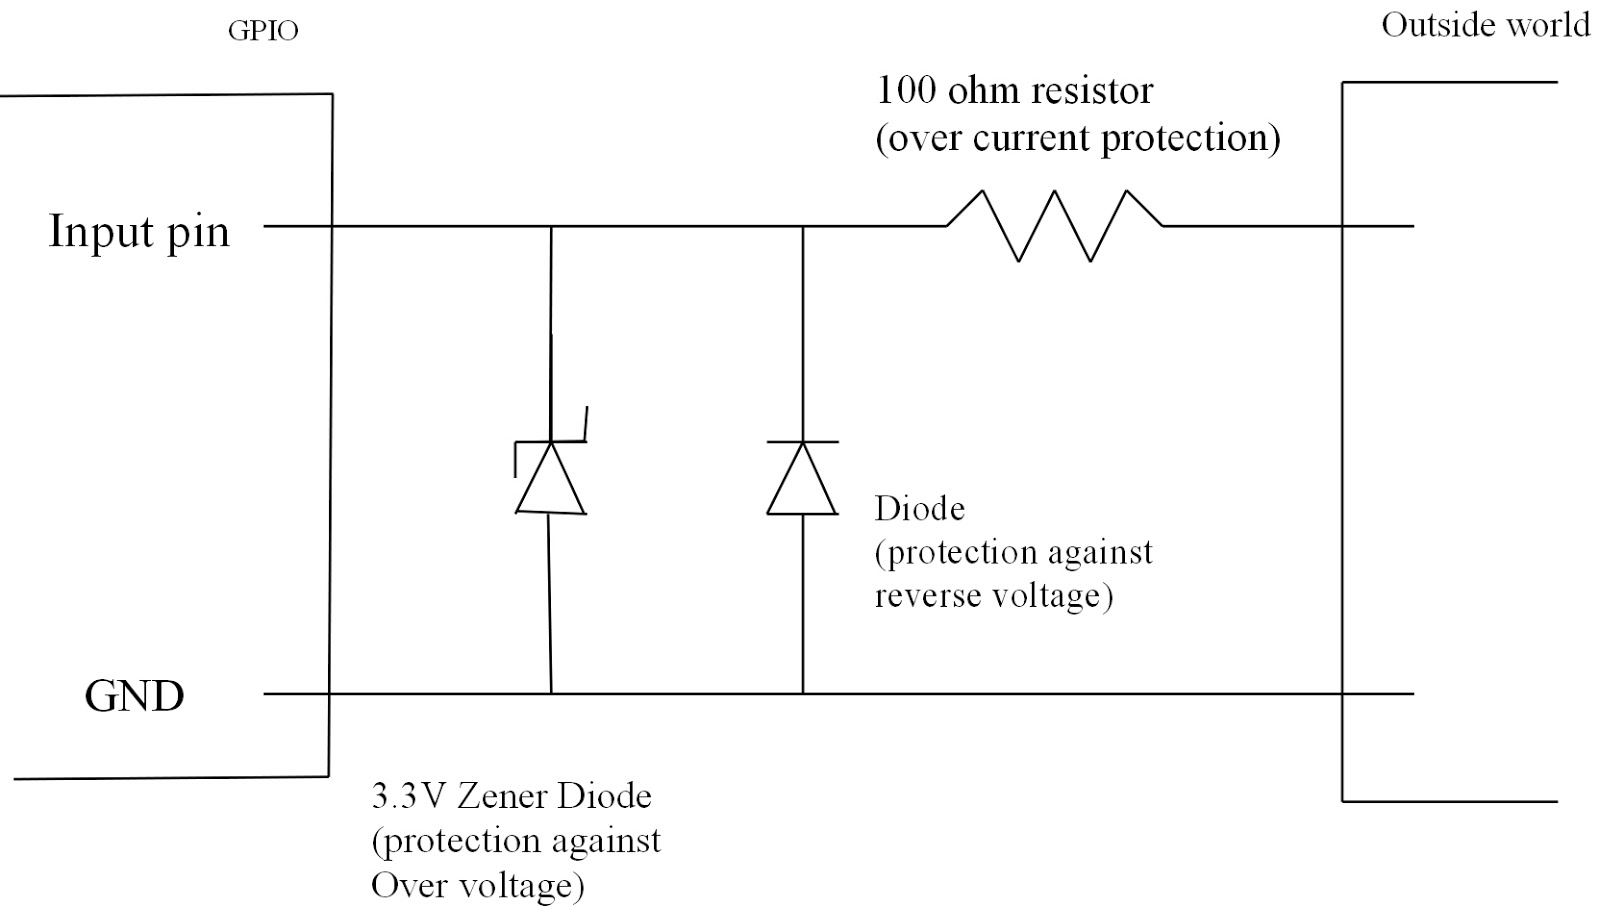 GPIO
Outside world
100 ohm resistor
(over current protection)
Input pin
Diode
(protection against
reverse voltage)
GND
3.3V Zener Diode
(protection against
Over voltage)